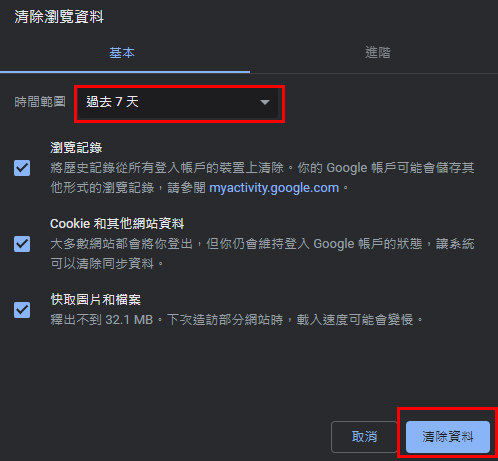 清除瀏覽資料
基本
進階
時間範圍
過去 7 天
瀏覽記錄
將歷史記錄從所有登入帳戶的裝置上清除。你的 Google 帳戶可能會儲存其
他形式的瀏覽記錄，請參閱 myactivity.google.com。
Cookie 和其他網站資料
大多數網站都會將你登出，但你仍會維持登入 Google 帳戶的狀態，讓系統
可以清除同步資料。
快取圖片和檔案
釋出不到 32.1 MB。下次造訪部分網站時，載入速度可能會變慢。
取消
清除資料